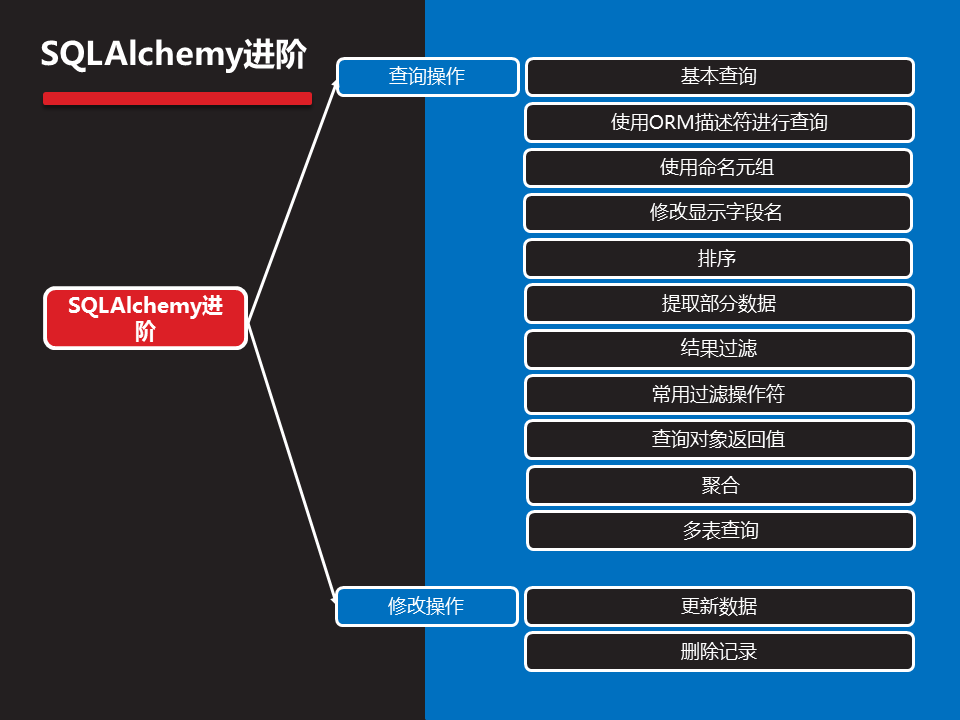 SQLAlchemy进阶
SQLAlchemy进
阶
查询操作
基本查询
使用ORM描述符进行查询
使用命名元组
修改显示字段名
排序
提取部分数据
结果过滤
常用过滤操作符
查询对象返回值
聚合
多表查询
修改操作
更新数据
删除记录